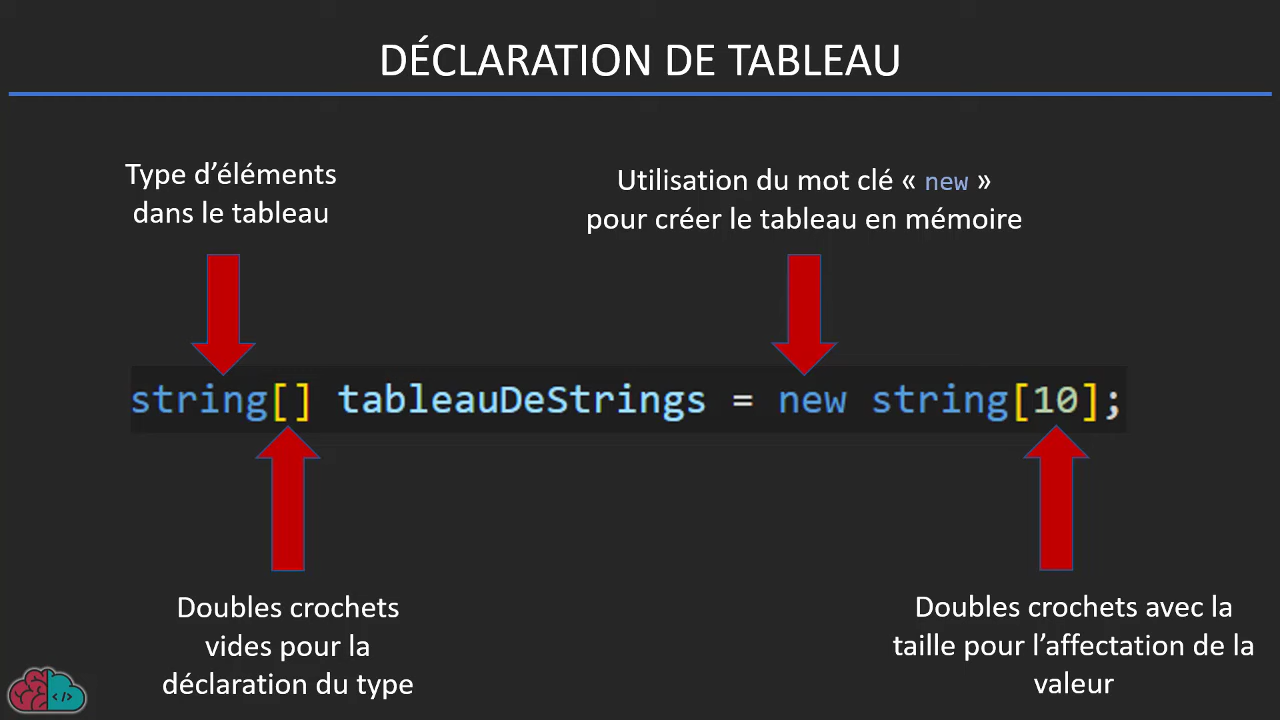 DÉCLARATION DE TABLEAU
Type d’éléments
dans le tableau
Utilisation du mot clé « new »
pour créer le tableau en mémoire
string[] tableauDeStrings = new string[10];
Doubles crochets
vides pour la
déclaration du type
Doubles crochets avec la
taille pour l’affectation de la
valeur
</>